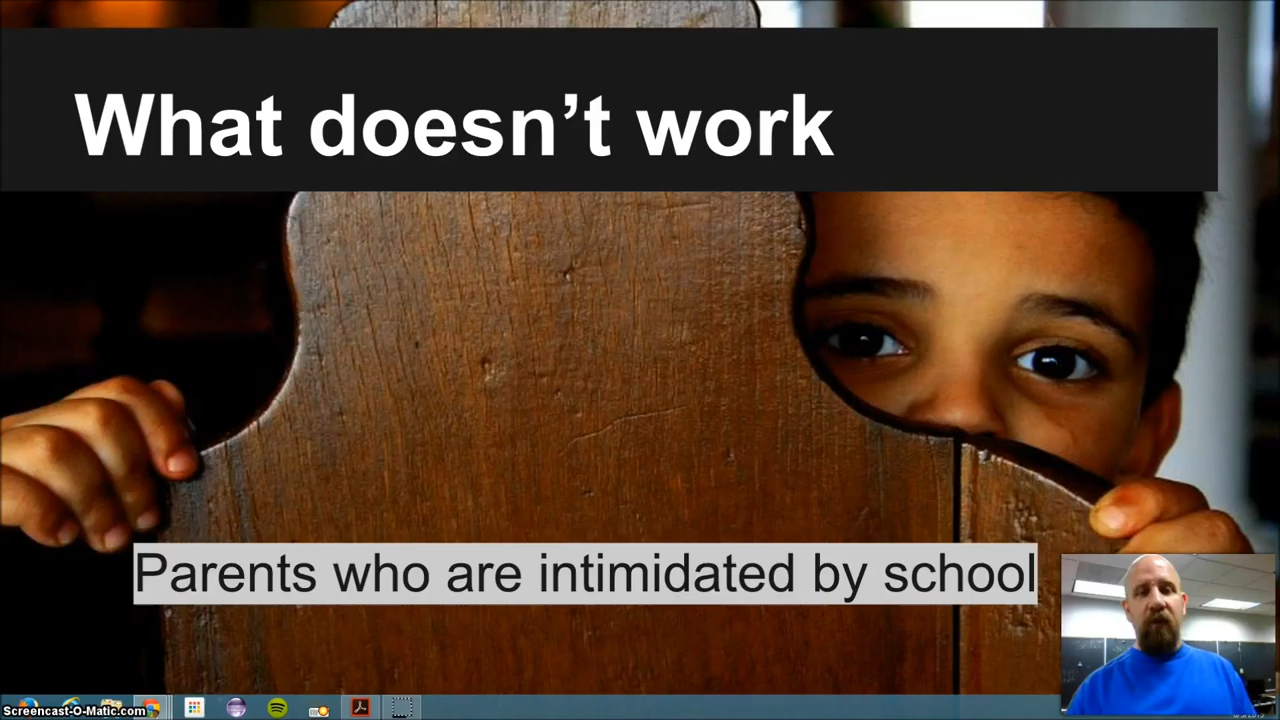 What doesn’t work
Parents who are intimidated by school
Screencast-O-Matic.com